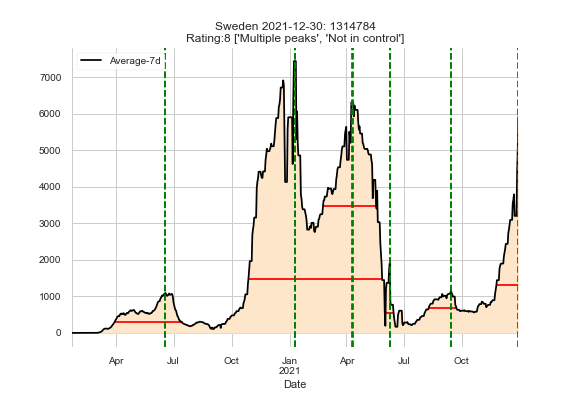 Sweden 2021-12-30: 1314784
Rating:8 ['Multiple peaks', 'Not in control']
Average-7d
7000
6000
5000
4000
3000
2000
1000
0
Apr Jul Oct Jan Apr Jul Oct
2021
Date